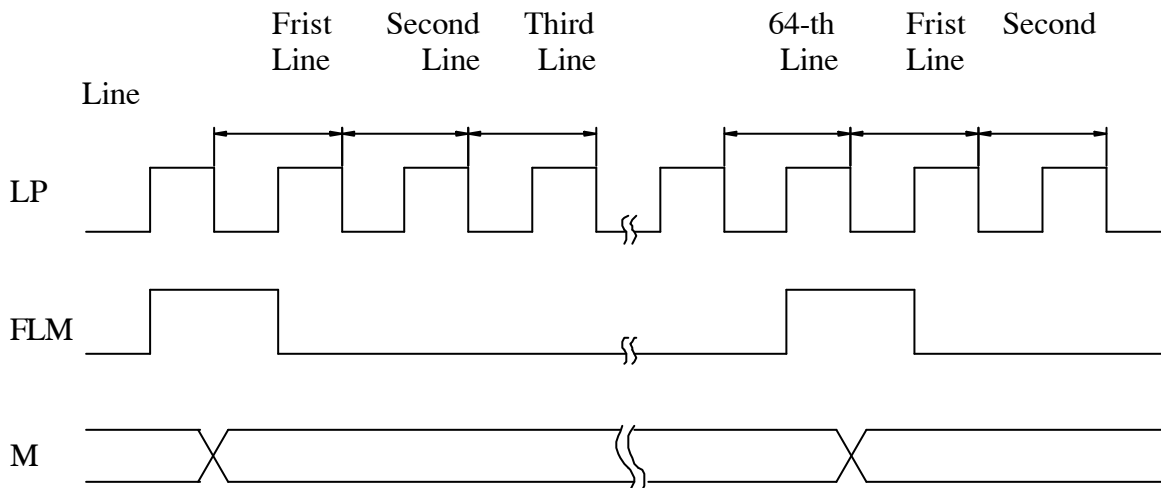 Frist Second Third 64-th Frist Second
Line Line Line Line Line
Line
LP
FLM
M